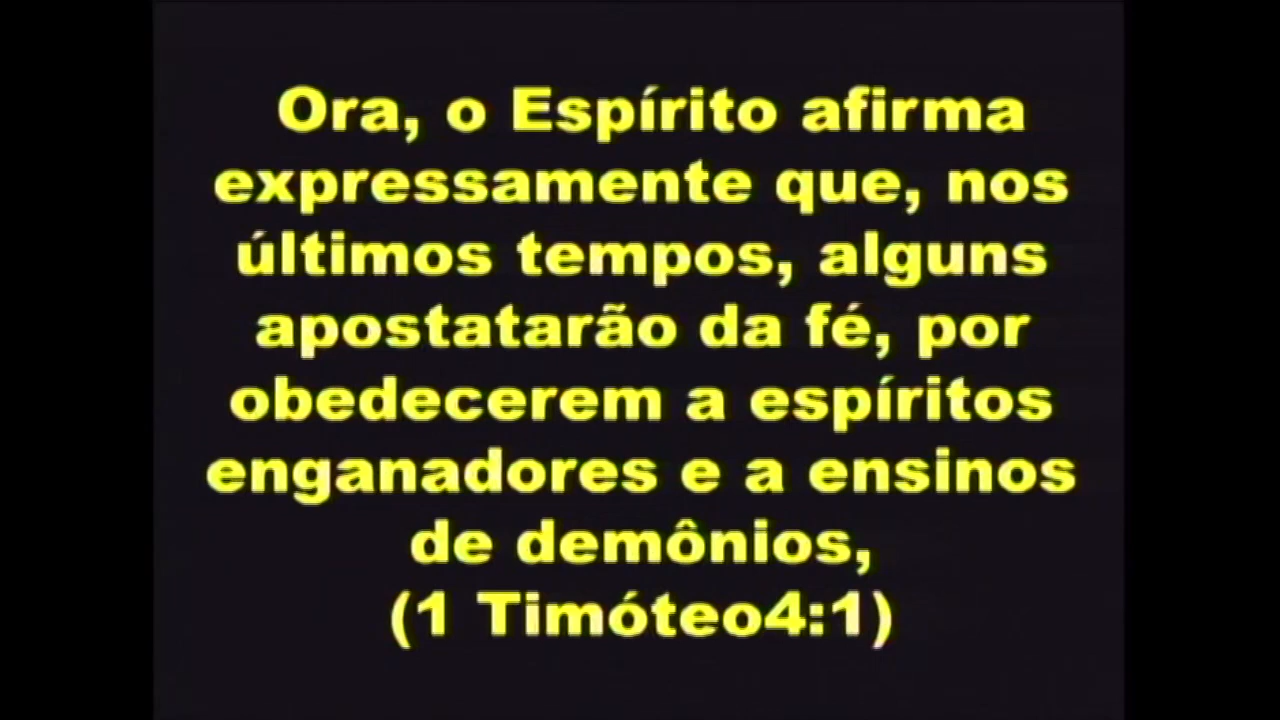 Ora, o Espírito afirma
expressamente que, nos
últimos tempos, alguns
apostatarão da fé, por
obedecerem a espíritos
enganadores e a ensinos
de demônios,
(1 Timóteo4:1)